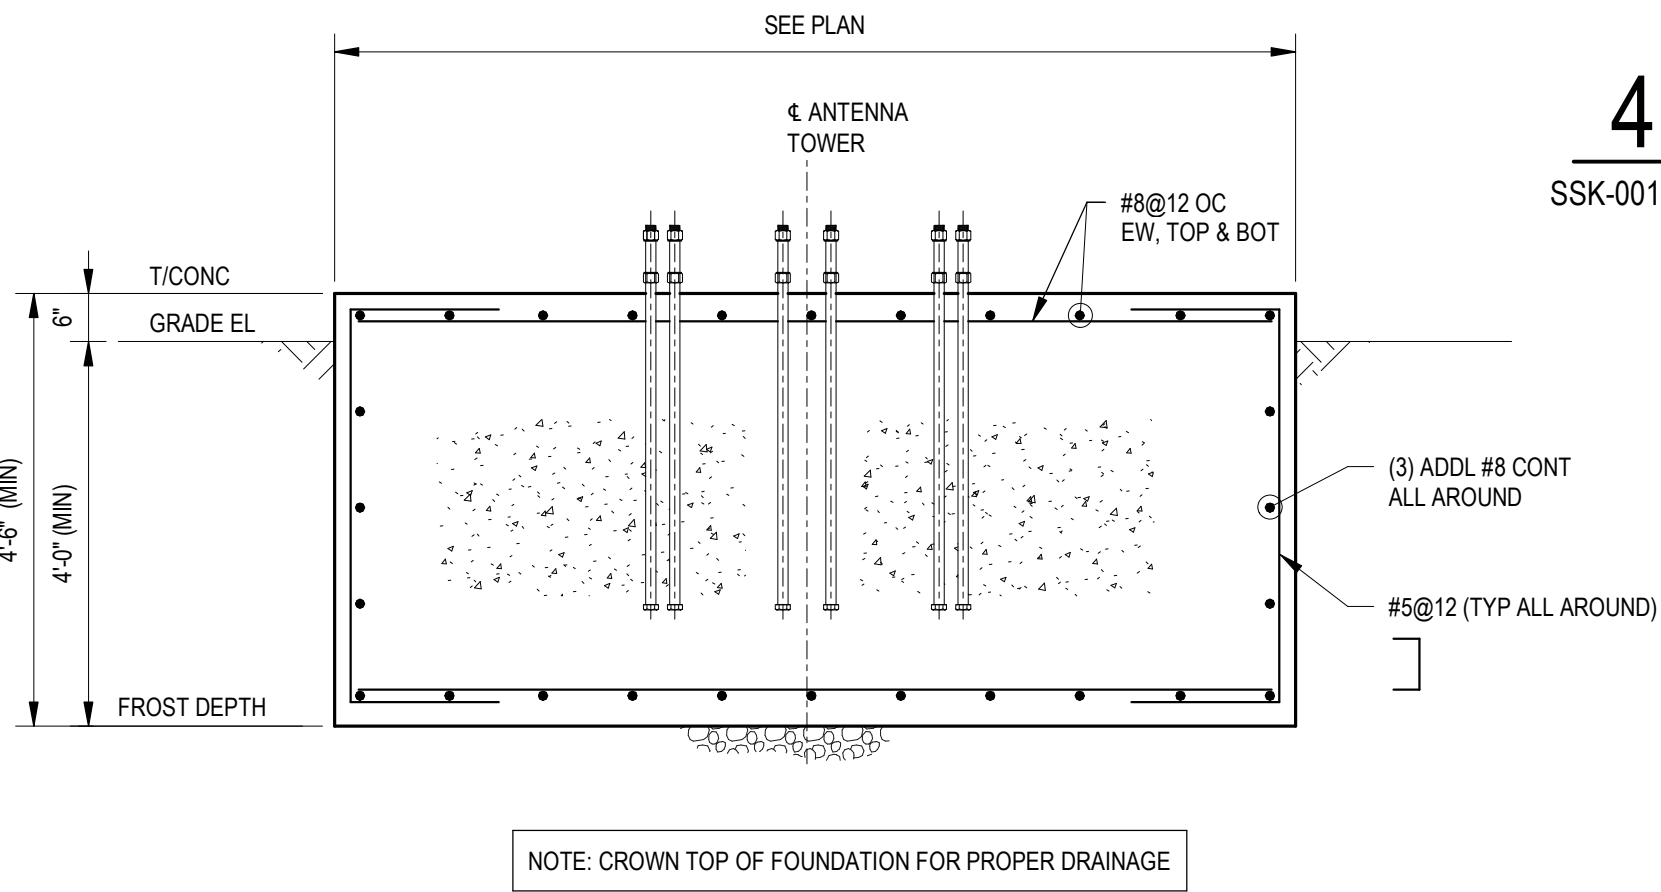 SEE PLAN
℄ ANTENNA
TOWER
4
SSK-001
#8@12 OC
EW, TOP & BOT
T/CONC
6"
GRADE EL
4'-6" (MIN)
4'-0" (MIN)
(3) ADDL #8 CONT
ALL AROUND
#5@12 (TYP ALL AROUND)
FROST DEPTH
NOTE: CROWN TOP OF FOUNDATION FOR PROPER DRAINAGE